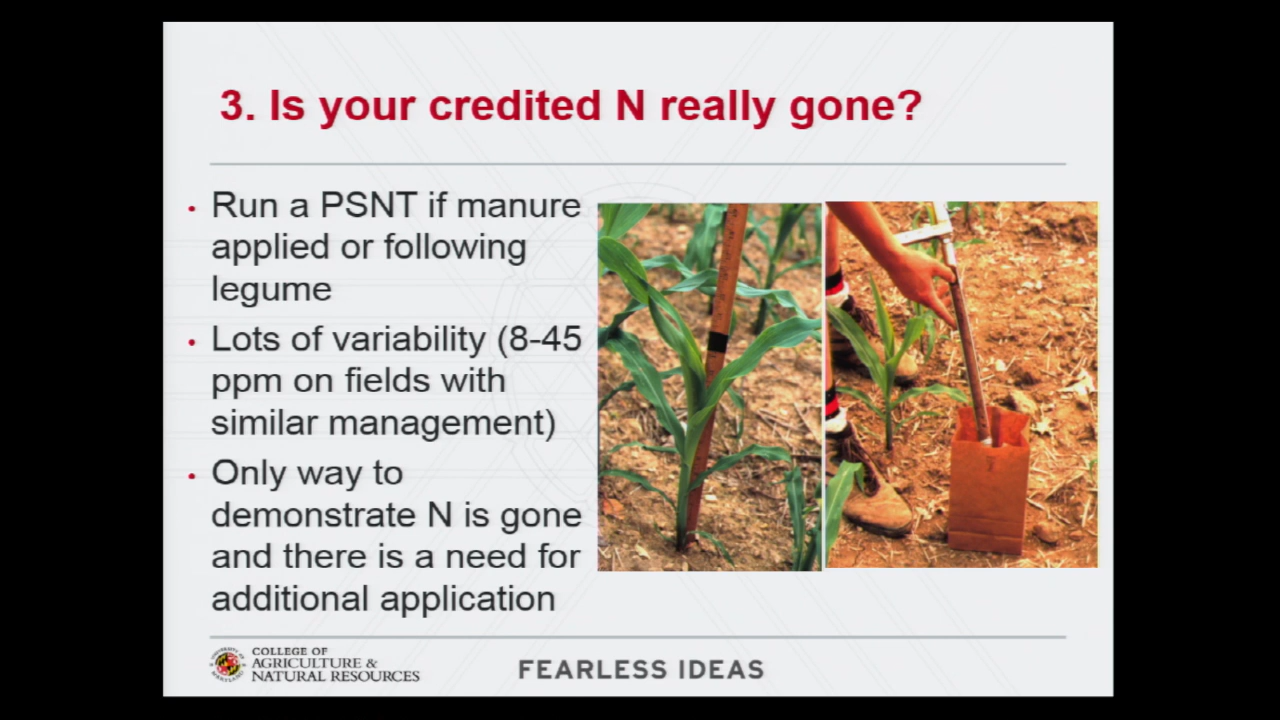 3. Is your credited N really gone?
• Run a PSNT if manure
applied or following
legume
• Lots of variability (8-45
ppm on fields with
similar management)
• Only way to
demonstrate N is gone
and there is a need for
additional application
COLLEGE OF
AGRICULTURE &
NATURAL RESOURCES
FEARLESS IDEAS